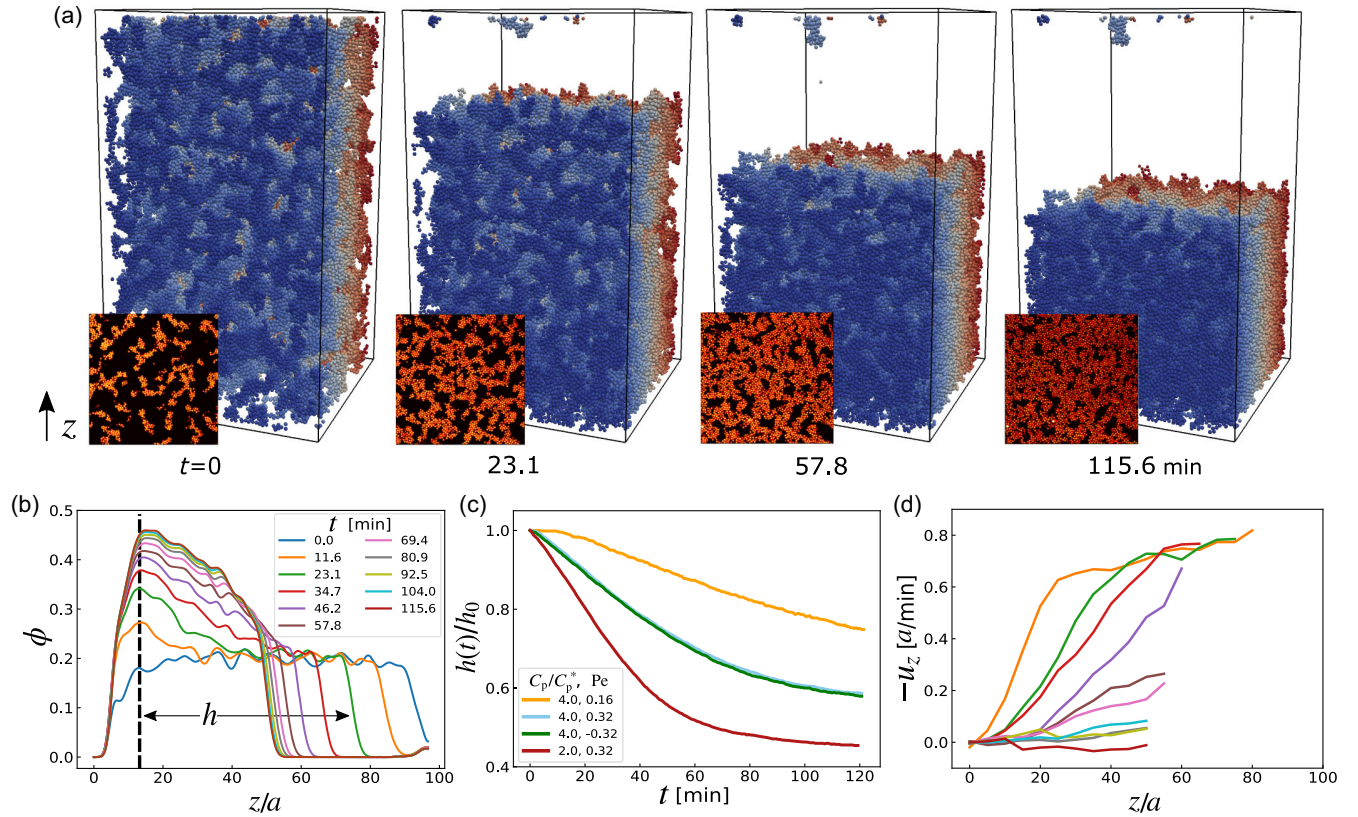 (a)
z
t=0
23.1
57.8
115.6 min
(b)
ϕ
0.5
0.4
0.3
0.2
0.1
0.0
t [min]
0.0
11.6
23.1
34.7
46.2
57.8
69.4
80.9
92.5
104.0
115.6
h
0 20 40 60 80 100
z/a
(c)
h(t)/h₀
1.0
0.8
0.6
0.4
Cₚ/Cₚ*, Pe
4.0, 0.16
4.0, 0.32
4.0, -0.32
2.0, 0.32
0 20 40 60 80 100 120
t [min]
(d)
−u_z [a/min]
0.8
0.6
0.4
0.2
0.0
0 20 40 60 80 100
z/a